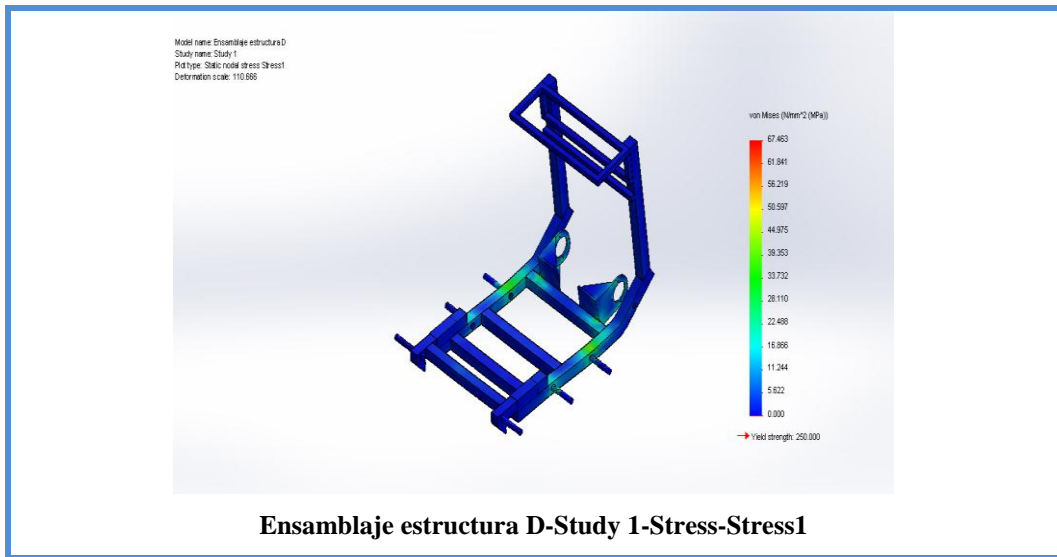 Model name: Ensamblaje estructura D
Study name: Study 1
Plot type: Static nodal stress Stress1
Deformation scale: 110.666
von Mises (N/mm^2 (MPa))
67.463
61.841
56.219
50.597
44.975
39.353
33.732
28.110
22.488
16.866
11.244
5.622
0.000
Yield strength: 250.000
Ensamblaje estructura D-Study 1-Stress-Stress1